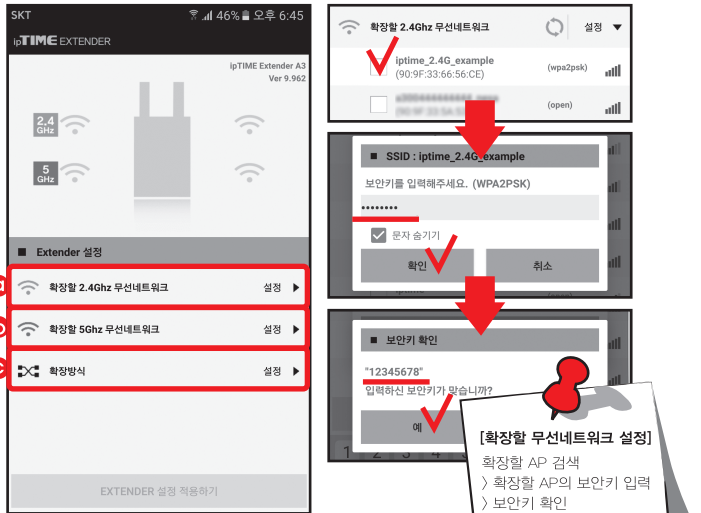 SKT
46% 오후 6:45
ipTIME EXTENDER
ipTIME Extender A3
Ver 9.962
2.4
GHz
5
GHz
■ Extender 설정
확장할 2.4Ghz 무선네트워크 설정 ▶
확장할 5Ghz 무선네트워크 설정 ▶
확장방식 설정 ▶
EXTENDER 설정 적용하기
확장할 2.4Ghz 무선네트워크 설정 ▼
iptime_2.4G_example
(90:9F:33:66:56:CE)
(wpa2psk)
(open)
■ SSID : iptime_2.4G_example
보안키를 입력해주세요. (WPA2PSK)
••••••••
문자 숨기기
확인 취소
■ 보안키 확인
"12345678"
입력하신 보안키가 맞습니까?
예
1 2 3 4
[확장할 무선네트워크 설정]
확장할 AP 검색
〉확장할 AP의 보안키 입력
〉보안키 확인